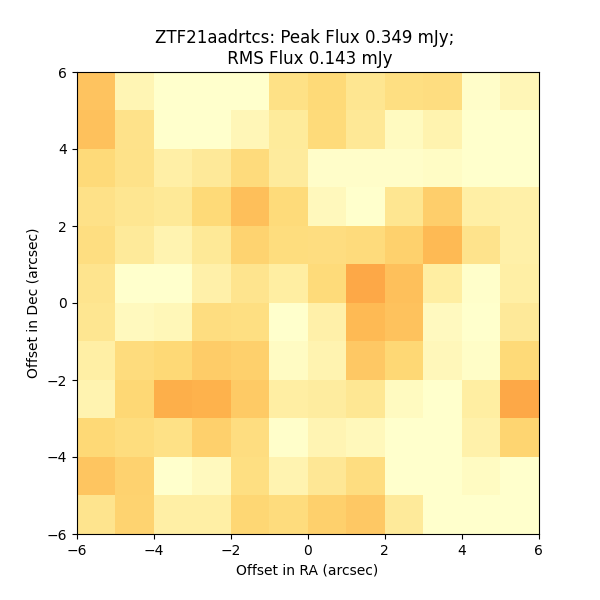 ZTF21aadrtcs: Peak Flux 0.349 mJy;
RMS Flux 0.143 mJy
6
4
2
0
−2
−4
−6
Offset in Dec (arcsec)
−6 −4 −2 0 2 4 6
Offset in RA (arcsec)